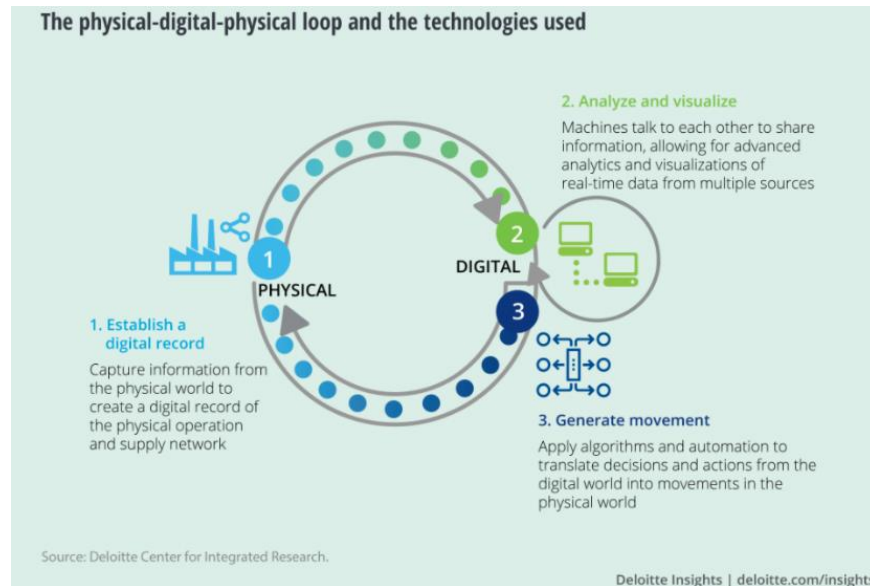 The physical-digital-physical loop and the technologies used
2. Analyze and visualize
Machines talk to each other to share
information, allowing for advanced
analytics and visualizations of
real-time data from multiple sources
2
1
DIGITAL
PHYSICAL
3
1. Establish a
digital record
Capture information from
the physical world to
create a digital record of
the physical operation
and supply network
3. Generate movement
Apply algorithms and automation to
translate decisions and actions from the
digital world into movements in the
physical world
Source: Deloitte Center for Integrated Research.
Deloitte Insights | deloitte.com/insights